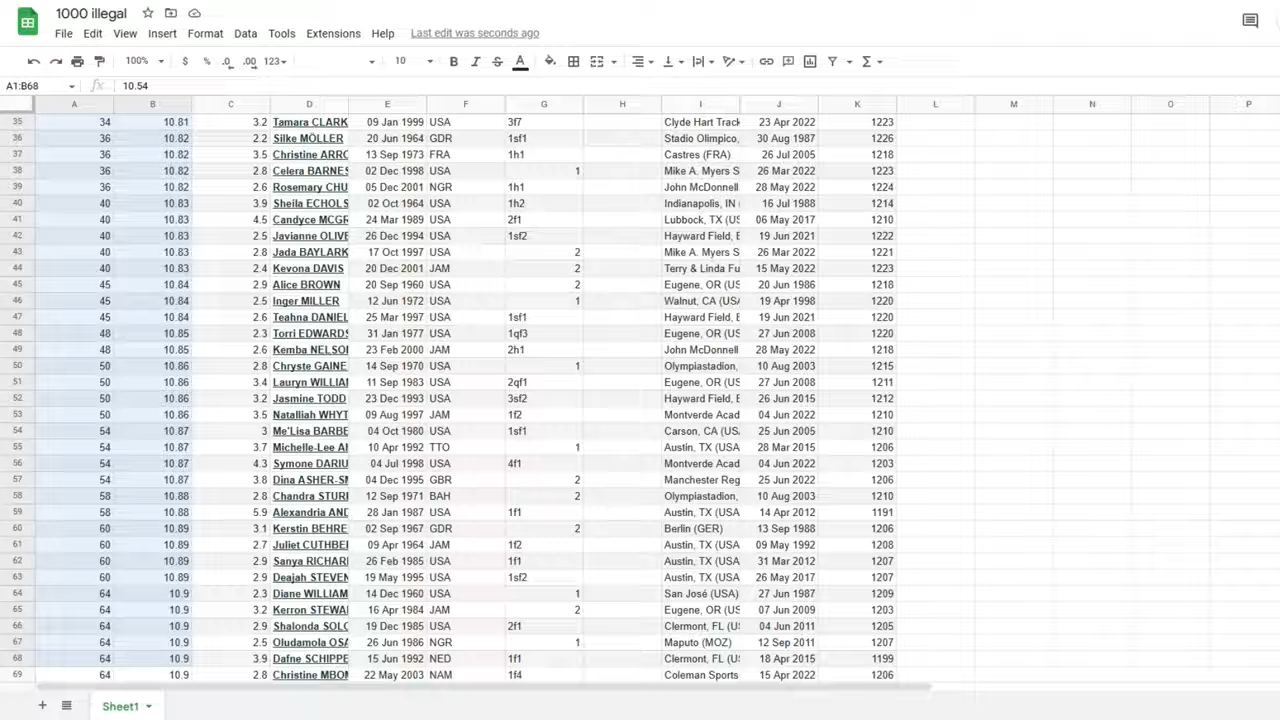 1000 illegal
File Edit View Insert Format Data Tools Extensions Help Last edit was seconds ago
100% $ % .0 .00 123 10 B I S A
A1:B68 fx 10.54
A B C D E F G H I J K L M N O P
35 34 10.81 3.2 Tamara CLARK 09 Jan 1999 USA 3f7 Clyde Hart Track 23 Apr 2022 1223
36 36 10.82 2.2 Silke MÖLLER 20 Jun 1964 GDR 1sf1 Stadio Olimpico, 30 Aug 1987 1226
37 36 10.82 3.5 Christine ARRO 13 Sep 1973 FRA 1h1 Castres (FRA) 26 Jul 2005 1218
38 36 10.82 2.8 Celera BARNES 02 Dec 1998 USA 1 Mike A. Myers S 26 Mar 2022 1223
39 36 10.82 2.6 Rosemary CHU 05 Dec 2001 NGR 1h1 John McDonnell 28 May 2022 1224
40 40 10.83 3.9 Sheila ECHOLS 02 Oct 1964 USA 1h2 Indianapolis, IN ( 16 Jul 1988 1214
41 40 10.83 4.5 Candyce MCGR 24 Mar 1989 USA 2f1 Lubbock, TX (US 06 May 2017 1210
42 40 10.83 2.5 Javianne OLIVE 26 Dec 1994 USA 1sf2 Hayward Field, E 19 Jun 2021 1222
43 40 10.83 2.8 Jada BAYLARK 17 Oct 1997 USA 2 Mike A. Myers S 26 Mar 2022 1221
44 40 10.83 2.4 Kevona DAVIS 20 Dec 2001 JAM 2 Terry & Linda Fu 15 May 2022 1223
45 45 10.84 2.9 Alice BROWN 20 Sep 1960 USA 2 Eugene, OR (US 20 Jun 1986 1218
46 45 10.84 2.5 Inger MILLER 12 Jun 1972 USA 1 Walnut, CA (USA 19 Apr 1998 1220
47 45 10.84 2.6 Teahna DANIEL 25 Mar 1997 USA 1sf1 Hayward Field, E 19 Jun 2021 1220
48 48 10.85 2.3 Torri EDWARDS 31 Jan 1977 USA 1qf3 Eugene, OR (US 27 Jun 2008 1220
49 48 10.85 2.6 Kemba NELSON 23 Feb 2000 JAM 2h1 John McDonnell 28 May 2022 1218
50 50 10.86 2.8 Chryste GAINE 14 Sep 1970 USA 1 Olympiastadion, 10 Aug 2003 1215
51 50 10.86 3.4 Lauryn WILLIAM 11 Sep 1983 USA 2qf1 Eugene, OR (US 27 Jun 2008 1211
52 50 10.86 3.2 Jasmine TODD 23 Dec 1993 USA 3sf2 Hayward Field, E 26 Jun 2015 1212
53 50 10.86 3.5 Natalliah WHYT 09 Aug 1997 JAM 1f2 Montverde Acad 04 Jun 2022 1210
54 54 10.87 3 Me'Lisa BARBE 04 Oct 1980 USA 1sf1 Carson, CA (USA 25 Jun 2005 1210
55 54 10.87 3.7 Michelle-Lee AH 10 Apr 1992 TTO 1 Austin, TX (USA 28 Mar 2015 1206
56 54 10.87 4.3 Symone DARIU 04 Jul 1998 USA 4f1 Montverde Acad 04 Jun 2022 1203
57 54 10.87 3.8 Dina ASHER-SM 04 Dec 1995 GBR 2 Manchester Reg 25 Jun 2022 1206
58 58 10.88 2.8 Chandra STURR 12 Sep 1971 BAH 2 Olympiastadion, 10 Aug 2003 1210
59 58 10.88 5.9 Alexandria AND 28 Jan 1987 USA 1f1 Austin, TX (USA 14 Apr 2012 1191
60 60 10.89 3.1 Kerstin BEHRE 02 Sep 1967 GDR 2 Berlin (GER) 13 Sep 1988 1206
61 60 10.89 2.7 Juliet CUTHBER 09 Apr 1964 JAM 1f2 Austin, TX (USA 09 May 1992 1208
62 60 10.89 2.9 Sanya RICHAR 26 Feb 1985 USA 1f1 Austin, TX (USA 31 Mar 2012 1207
63 60 10.89 2.9 Deajah STEVEN 19 May 1995 USA 1sf2 Austin, TX (USA 26 May 2017 1207
64 64 10.9 2.3 Diane WILLIAM 14 Dec 1960 USA 1 San José (USA) 27 Jun 1987 1209
65 64 10.9 3.2 Kerron STEWA 16 Apr 1984 JAM 2 Eugene, OR (US 07 Jun 2009 1203
66 64 10.9 2.9 Shalonda SOLO 19 Dec 1985 USA 2f1 Clermont, FL (US 04 Jun 2011 1205
67 64 10.9 2.5 Oludamola OSA 26 Jun 1986 NGR 1 Maputo (MOZ) 12 Sep 2011 1207
68 64 10.9 3.9 Dafne SCHIPPE 15 Jun 1992 NED 1f1 Clermont, FL (US 18 Apr 2015 1199
69 64 10.9 2.8 Christine MBOM 22 May 2003 NAM 1f4 Coleman Sports 15 Apr 2022 1206
Sheet1